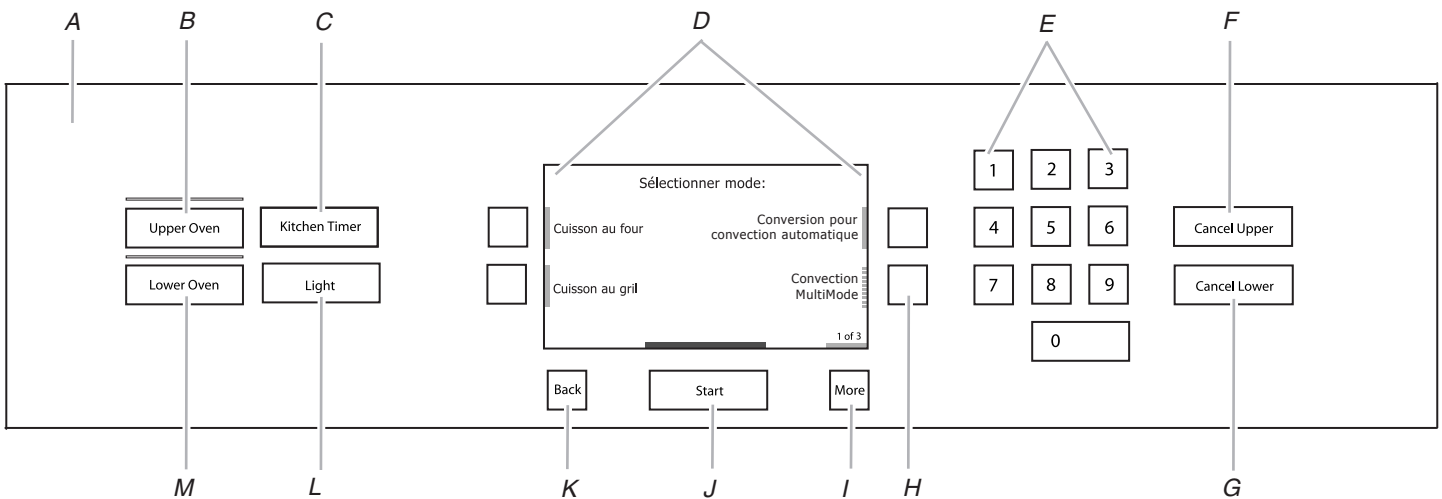 A
B
C
D
E
F
Sélectionner mode:
1 2 3
Upper Oven
Kitchen Timer
Cuisson au four
Conversion pour
convection automatique
4 5 6
Cancel Upper
Lower Oven
Light
Cuisson au gril
Convection
MultiMode
7 8 9
Cancel Lower
1 of 3
0
Back
Start
More
M
L
K
J
I
H
G